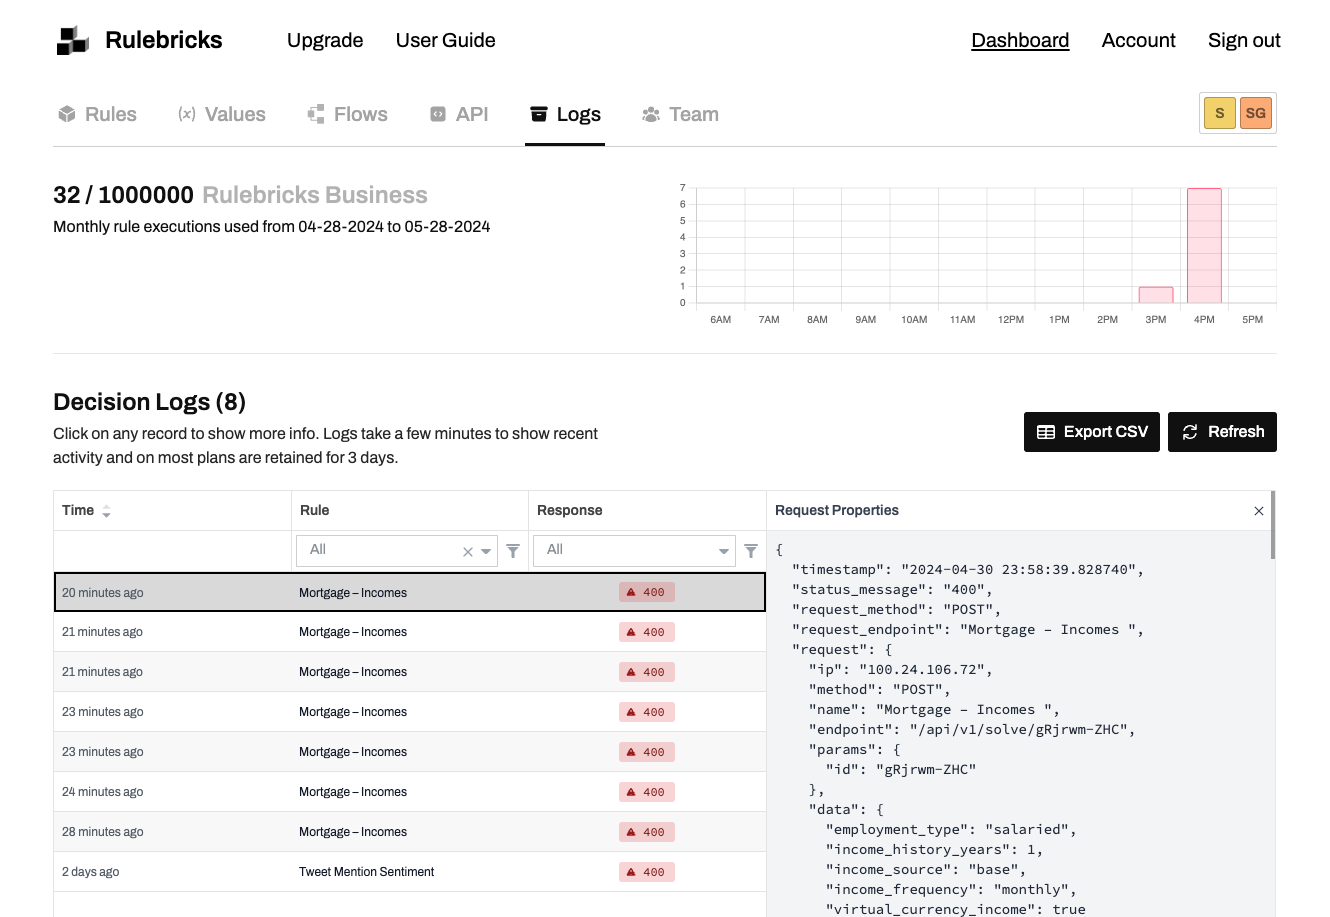 Rulebricks Upgrade User Guide Dashboard Account Sign out
Rules (x) Values Flows API Logs Team S SG
32 / 1000000 Rulebricks Business
Monthly rule executions used from 04-28-2024 to 05-28-2024
7
6
5
4
3
2
1
0
6AM 7AM 8AM 9AM 10AM 11AM 12PM 1PM 2PM 3PM 4PM 5PM
Decision Logs (8)
Click on any record to show more info. Logs take a few minutes to show recent
activity and on most plans are retained for 3 days.
Export CSV Refresh
Time Rule Response
All All
20 minutes ago Mortgage – Incomes 400
21 minutes ago Mortgage – Incomes 400
21 minutes ago Mortgage – Incomes 400
23 minutes ago Mortgage – Incomes 400
23 minutes ago Mortgage – Incomes 400
24 minutes ago Mortgage – Incomes 400
28 minutes ago Mortgage – Incomes 400
2 days ago Tweet Mention Sentiment 400
Request Properties
{
"timestamp": "2024-04-30 23:58:39.828740",
"status_message": "400",
"request_method": "POST",
"request_endpoint": "Mortgage – Incomes ",
"request": {
"ip": "100.24.106.72",
"method": "POST",
"name": "Mortgage – Incomes ",
"endpoint": "/api/v1/solve/gRjrwm-ZHC",
"params": {
"id": "gRjrwm-ZHC"
},
"data": {
"employment_type": "salaried",
"income_history_years": 1,
"income_source": "base",
"income_frequency": "monthly",
"virtual_currency_income": true